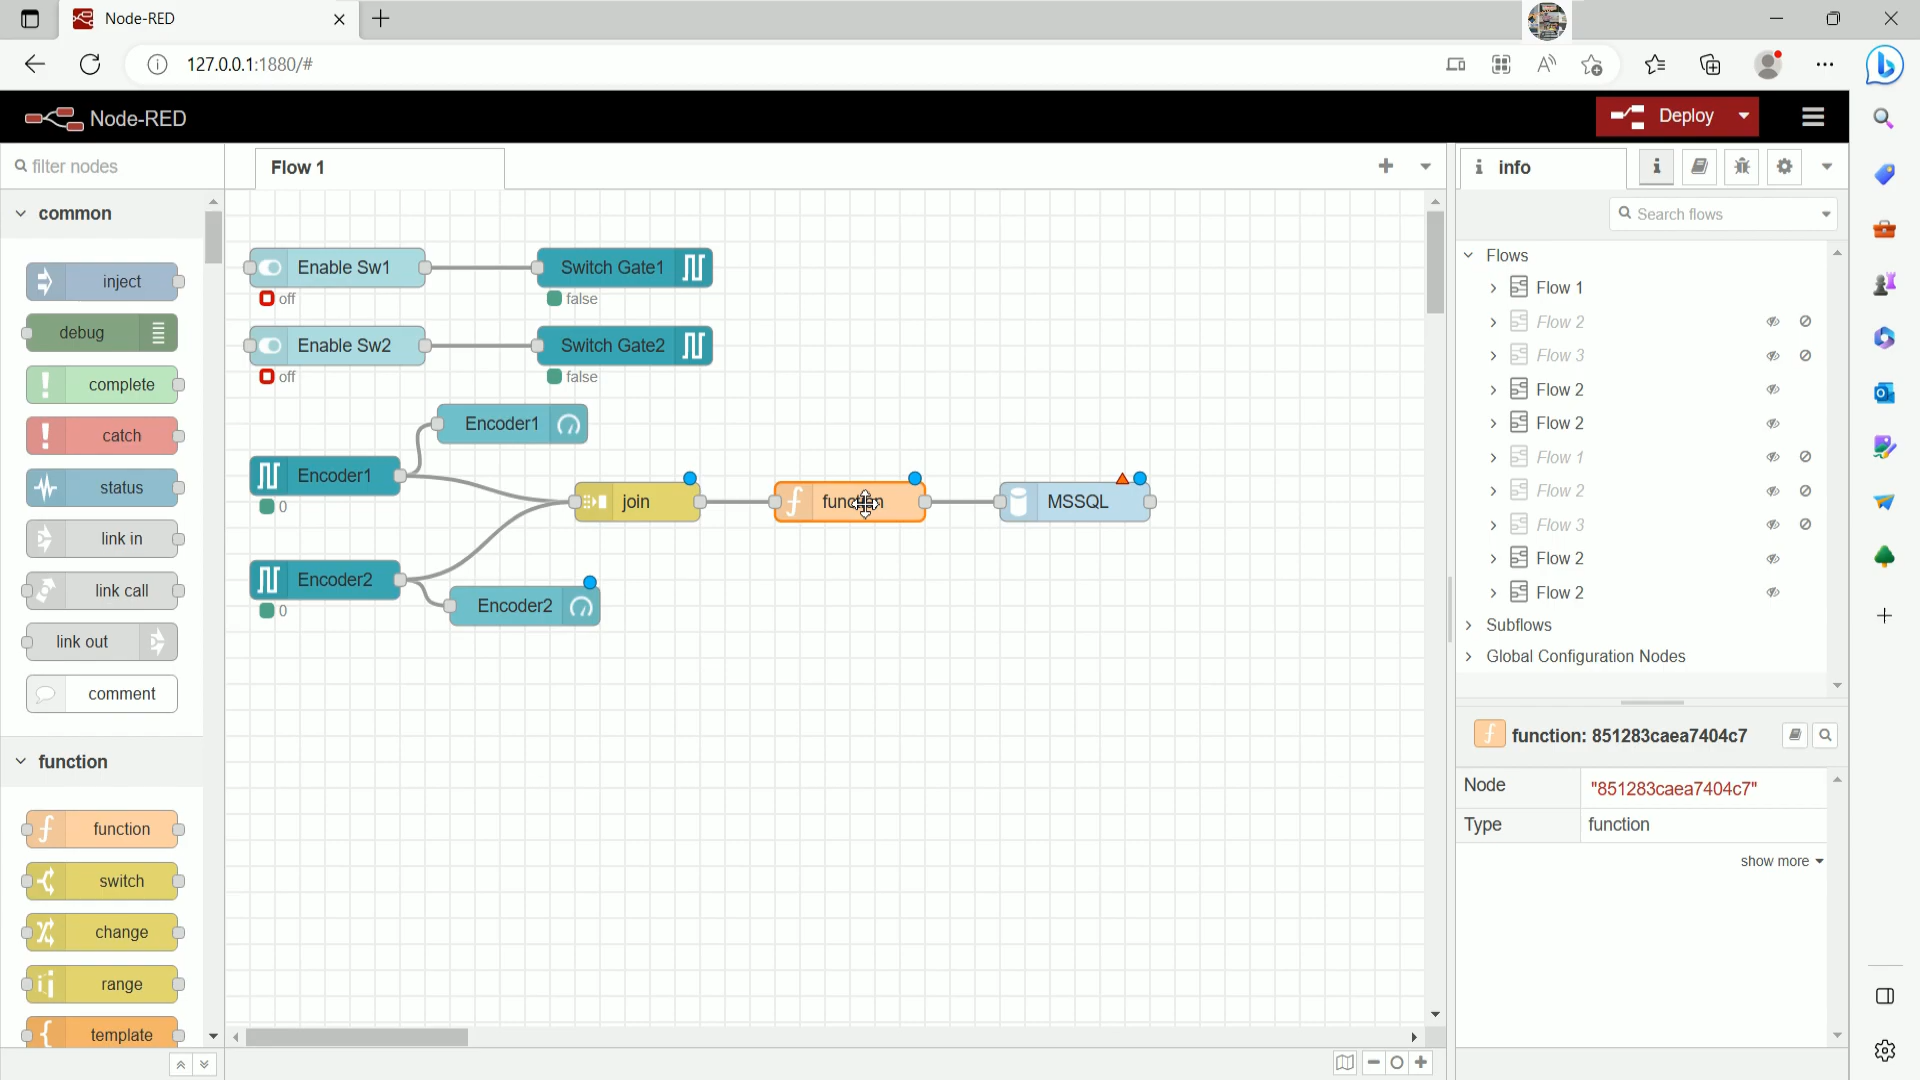 Node-RED
127.0.0.1:1880/#
Node-RED
Deploy
filter nodes
Flow 1
info
common
Search flows
inject
debug
complete
catch
status
link in
link call
link out
comment
function
function
switch
change
range
template
Enable Sw1
off
Switch Gate1
false
Enable Sw2
off
Switch Gate2
false
Encoder1
Encoder1
0
join
function
MSSQL
Encoder2
0
Encoder2
Flows
Flow 1
Flow 2
Flow 3
Flow 2
Flow 2
Flow 1
Flow 2
Flow 3
Flow 2
Flow 2
Subflows
Global Configuration Nodes
function: 851283caea7404c7
Node "851283caea7404c7"
Type function
show more